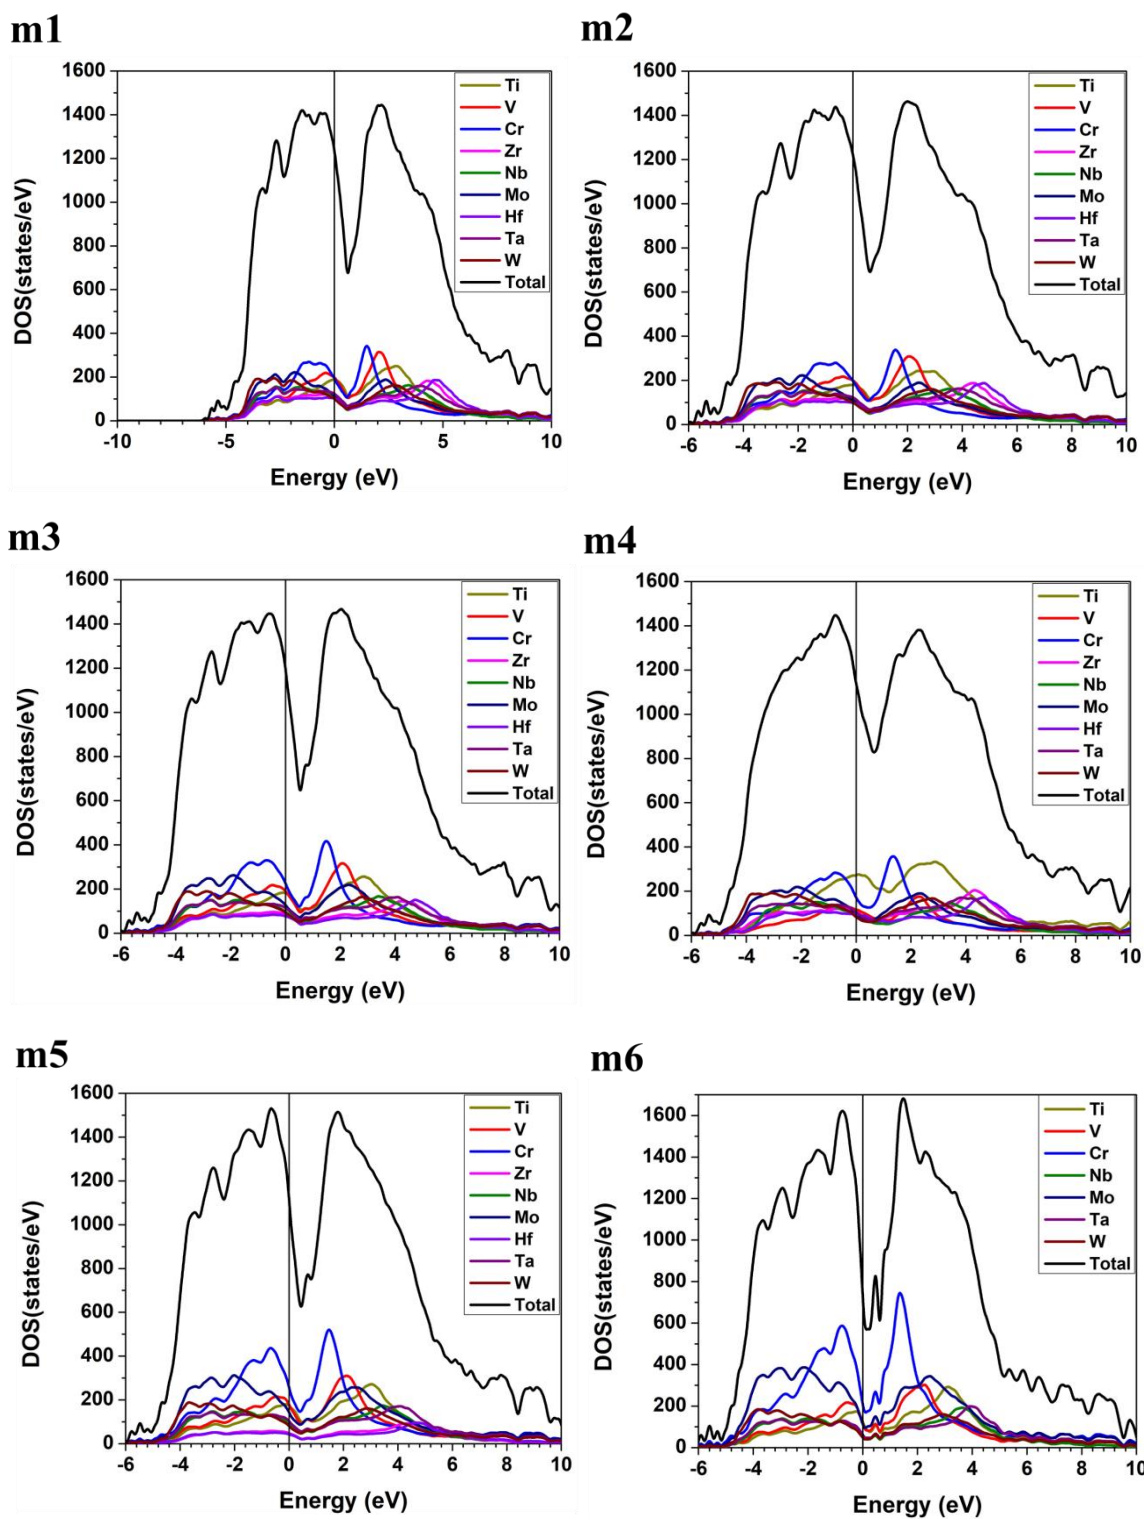 m1
1600
1400
1200
1000
800
600
400
200
0
-10
-5
0
5
10
DOS(states/eV)
Energy (eV)
Ti
V
Cr
Zr
Nb
Mo
Hf
Ta
W
Total
m2
1600
1400
1200
1000
800
600
400
200
0
-6
-4
-2
0
2
4
6
8
10
DOS(states/eV)
Energy (eV)
Ti
V
Cr
Zr
Nb
Mo
Hf
Ta
W
Total
m3
1600
1400
1200
1000
800
600
400
200
0
-6
-4
-2
0
2
4
6
8
10
DOS(states/eV)
Energy (eV)
Ti
V
Cr
Zr
Nb
Mo
Hf
Ta
W
Total
m4
1600
1400
1200
1000
800
600
400
200
0
-6
-4
-2
0
2
4
6
8
10
DOS(states/eV)
Energy (eV)
Ti
V
Cr
Zr
Nb
Mo
Hf
Ta
W
Total
m5
1600
1400
1200
1000
800
600
400
200
0
-6
-4
-2
0
2
4
6
8
10
DOS(states/eV)
Energy (eV)
Ti
V
Cr
Zr
Nb
Mo
Hf
Ta
W
Total
m6
1600
1400
1200
1000
800
600
400
200
0
-6
-4
-2
0
2
4
6
8
10
DOS(states/eV)
Energy (eV)
Ti
V
Cr
Nb
Mo
Ta
W
Total